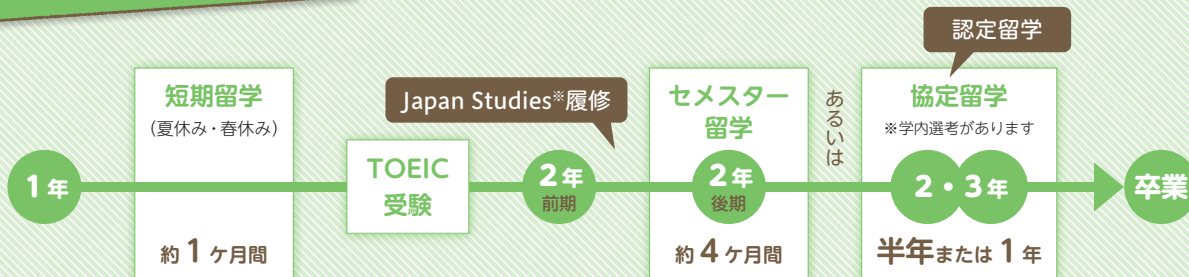 認定留学
短期留学
(夏休み・春休み)
Japan Studies※履修
セメスター
留学
あるいは
協定留学
※学内選考があります
1年
TOEIC
受験
2年
前期
2年
後期
2・3年
卒業
約1ヶ月間
約4ヶ月間
半年または1年